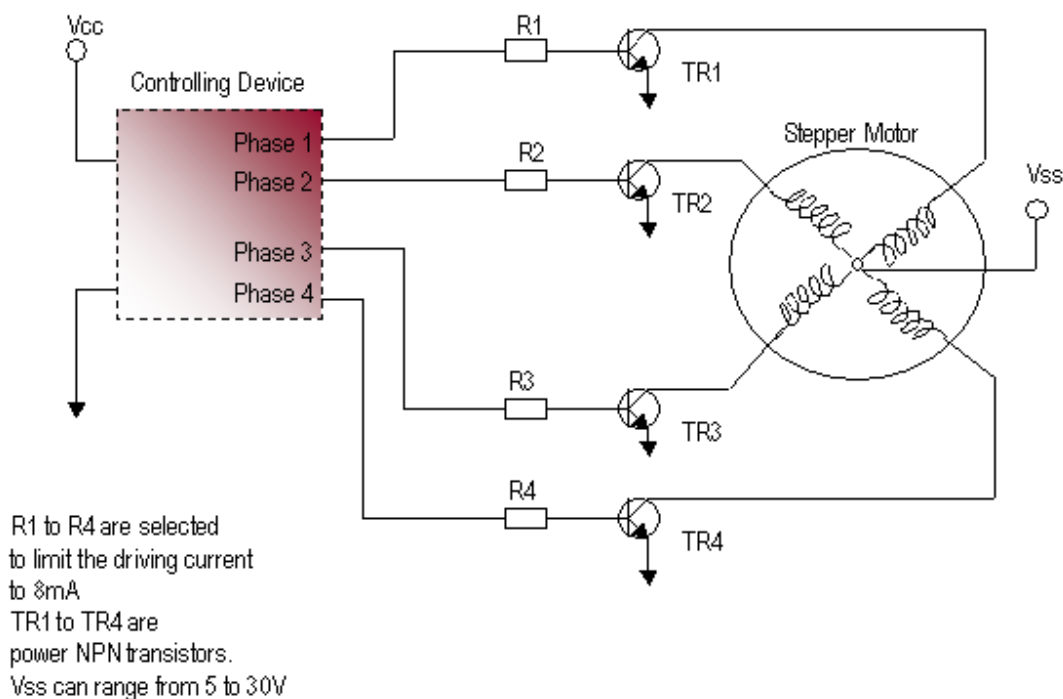 Vcc
R1
TR1
Controlling Device
Phase 1
Stepper Motor
R2
Phase 2
TR2
Vss
Phase 3
Phase 4
R3
TR3
R4
TR4
R1 to R4 are selected
to limit the driving current
to 8mA
TR1 to TR4 are
power NPN transistors.
Vss can range from 5 to 30V